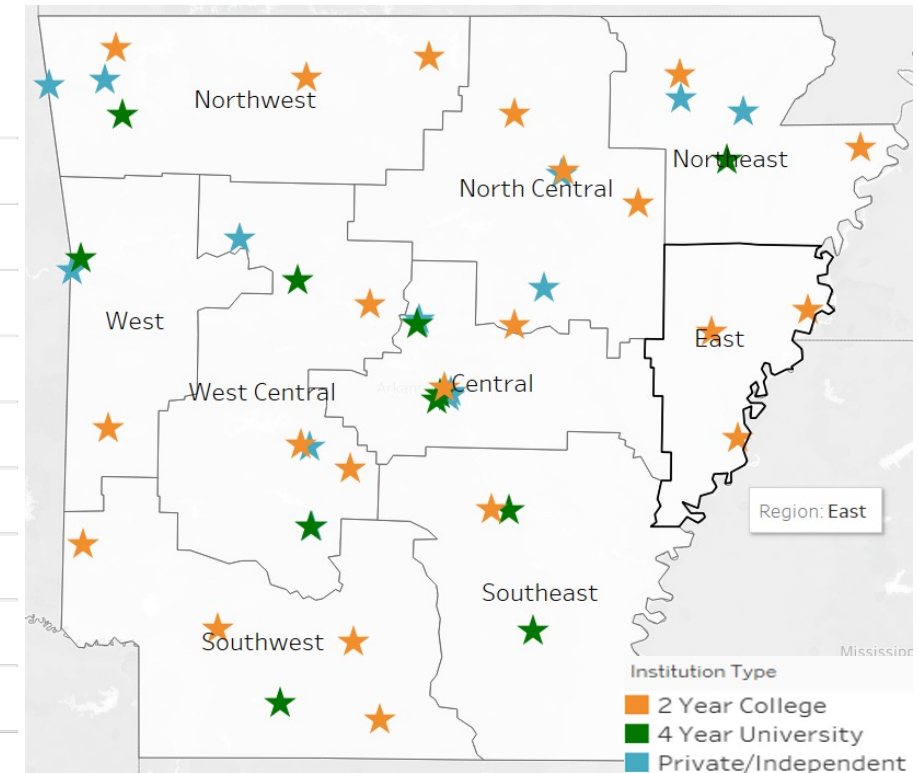 Northwest
Northeast
North Central
West
East
West Central
Central
Region: East
Southeast
Southwest
Institution Type
2 Year College
4 Year University
Private/Independent